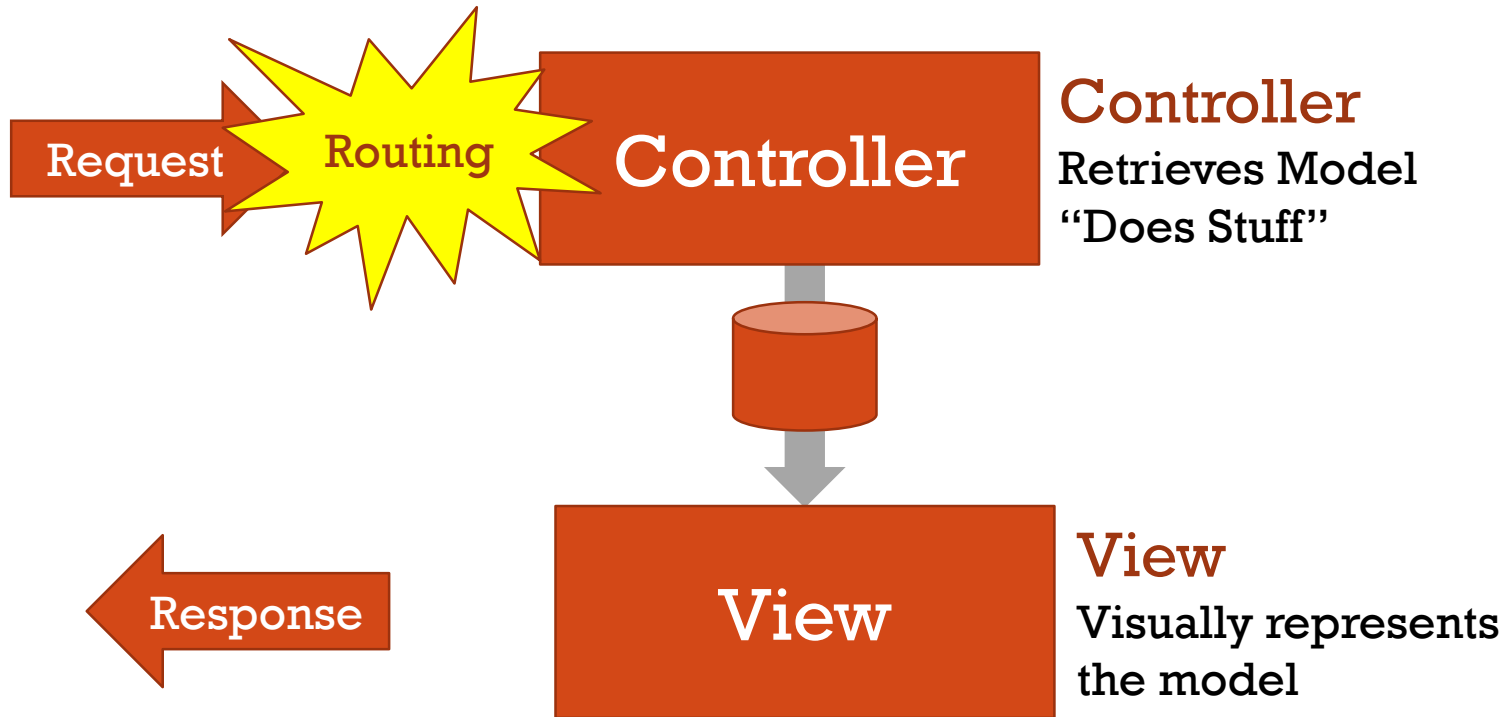 Request
Routing
Controller
Controller
Retrieves Model
“Does Stuff”
Response
View
View
Visually represents
the model